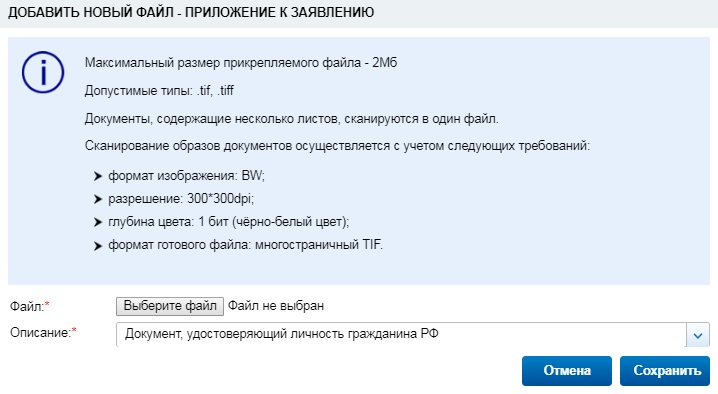 ДОБАВИТЬ НОВЫЙ ФАЙЛ - ПРИЛОЖЕНИЕ К ЗАЯВЛЕНИЮ
Максимальный размер прикрепляемого файла - 2Мб
Допустимые типы: .tif, .tiff
Документы, содержащие несколько листов, сканируются в один файл.
Сканирование образов документов осуществляется с учетом следующих требований:
формат изображения: BW;
разрешение: 300*300dpi;
глубина цвета: 1 бит (чёрно-белый цвет);
формат готового файла: многостраничный TIF.
Файл:* Выберите файл Файл не выбран
Описание:* Документ, удостоверяющий личность гражданина РФ
Отмена Сохранить